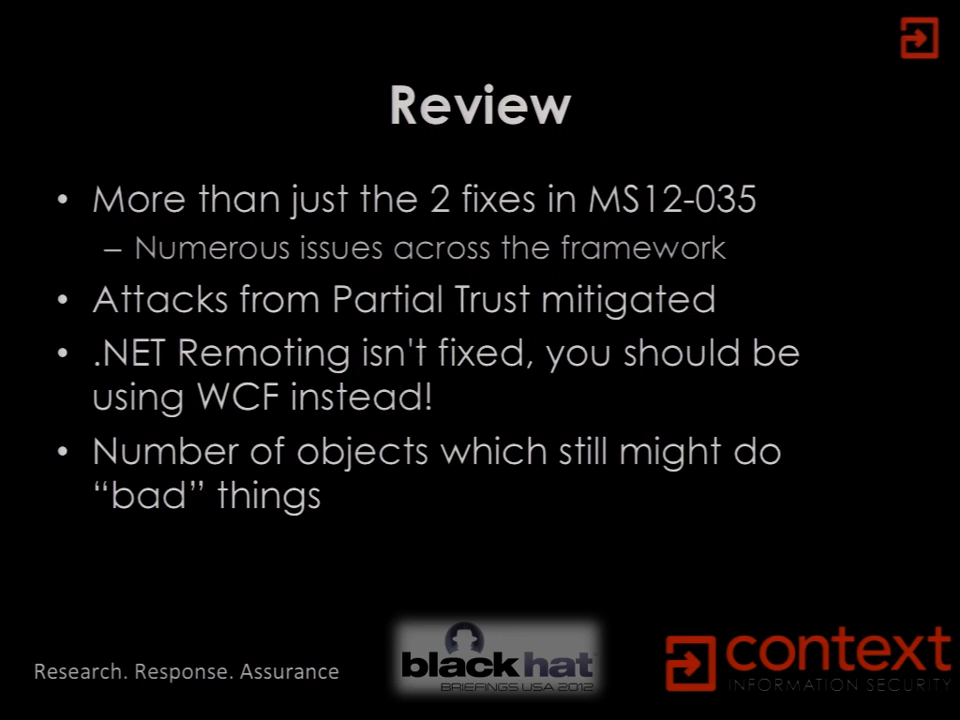 Review
• More than just the 2 fixes in MS12-035
– Numerous issues across the framework
• Attacks from Partial Trust mitigated
• .NET Remoting isn't fixed, you should be
using WCF instead!
• Number of objects which still might do
“bad” things
Research. Response. Assurance
black hat™
BRIEFINGS USA 2012
context
INFORMATION SECURITY